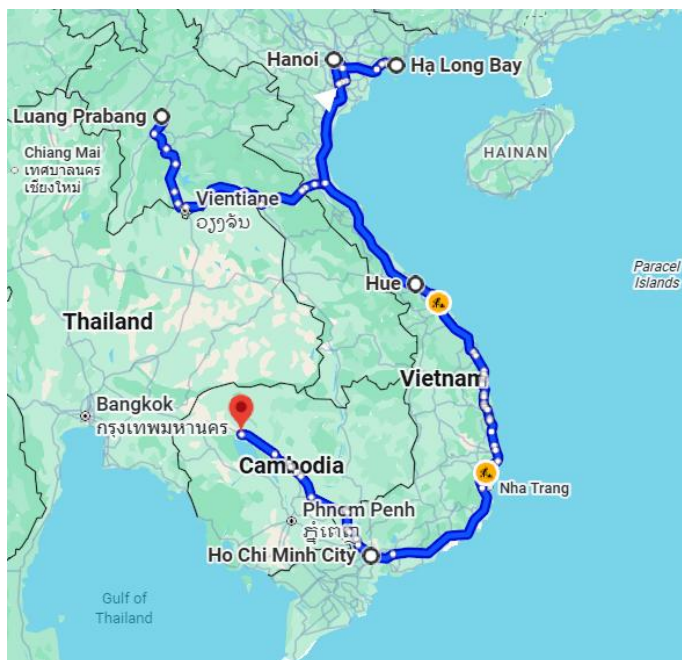 Hanoi
Hạ Long Bay
Luang Prabang
HAINAN
Chiang Mai
เทศบาลนคร
เชียงใหม่
Vientiane
ວຽງຈັນ
Paracel
Islands
Hue
Thailand
Vietnam
Bangkok
กรุงเทพมหานคร
Cambodia
Nha Trang
Phnom Penh
ភ្នំពេញ
Ho Chi Minh City
Gulf of
Thailand